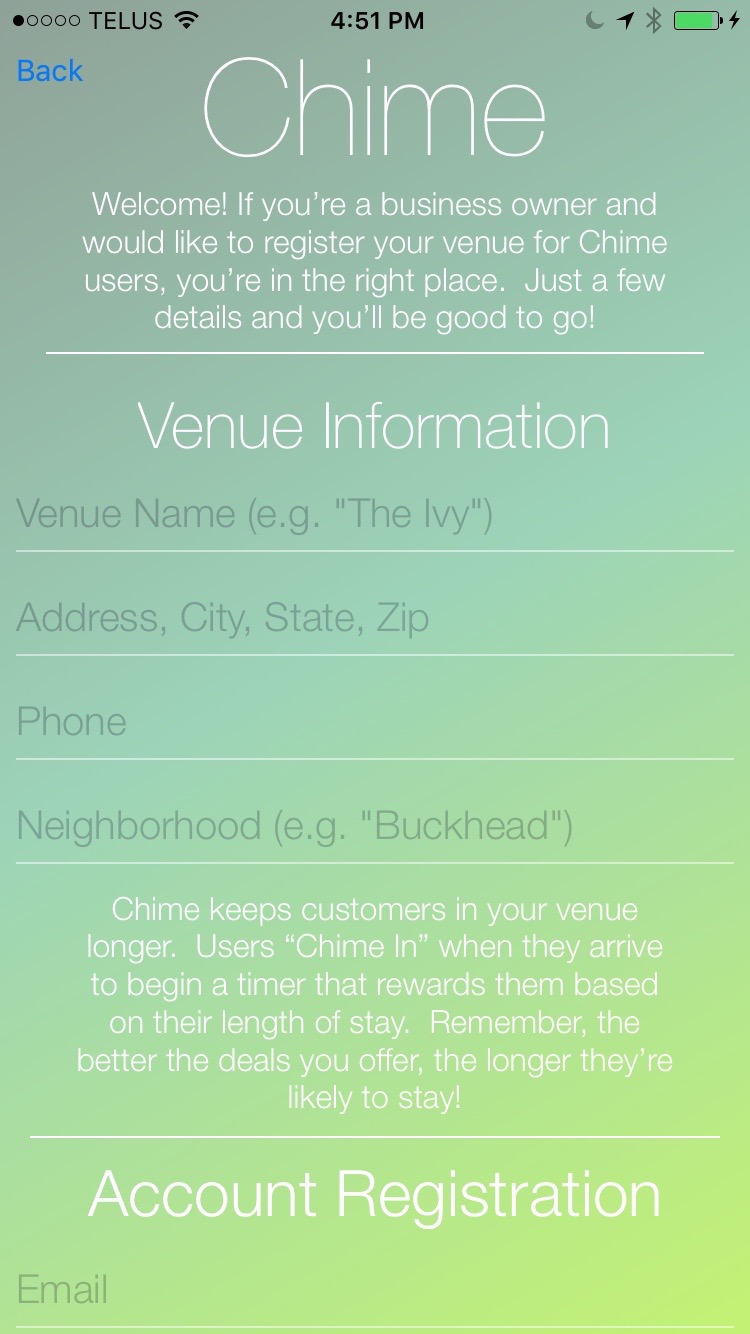 TELUS 4:51 PM
Back
Chime
Welcome! If you’re a business owner and
would like to register your venue for Chime
users, you’re in the right place.  Just a few
details and you’ll be good to go!
Venue Information
Venue Name (e.g. "The Ivy")
Address, City, State, Zip
Phone
Neighborhood (e.g. "Buckhead")
Chime keeps customers in your venue
longer.  Users “Chime In” when they arrive
to begin a timer that rewards them based
on their length of stay.  Remember, the
better the deals you offer, the longer they’re
likely to stay!
Account Registration
Email